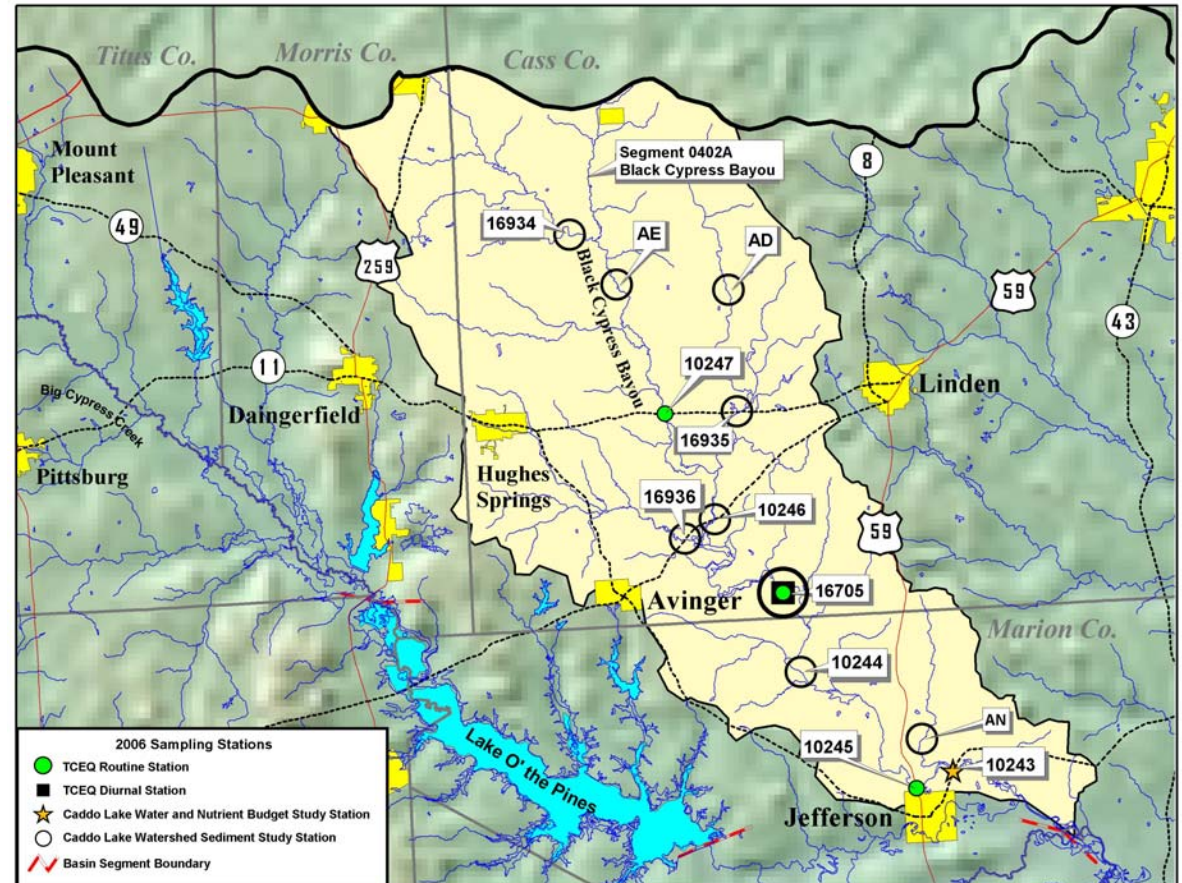 Titus Co.
Morris Co.
Cass Co.
Mount
Pleasant
Segment 0402A
Black Cypress Bayou
8
49
16934
AE
AD
259
59
43
Black Cypress Bayou
11
10247
Linden
Big Cypress Creek
Daingerfield
16935
Pittsburg
Hughes
Springs
16936
10246
59
Avinger
16705
Marion Co.
10244
AN
Lake O' the Pines
10245
10243
Jefferson
2006 Sampling Stations
TCEQ Routine Station
TCEQ Diurnal Station
Caddo Lake Water and Nutrient Budget Study Station
Caddo Lake Watershed Sediment Study Station
Basin Segment Boundary